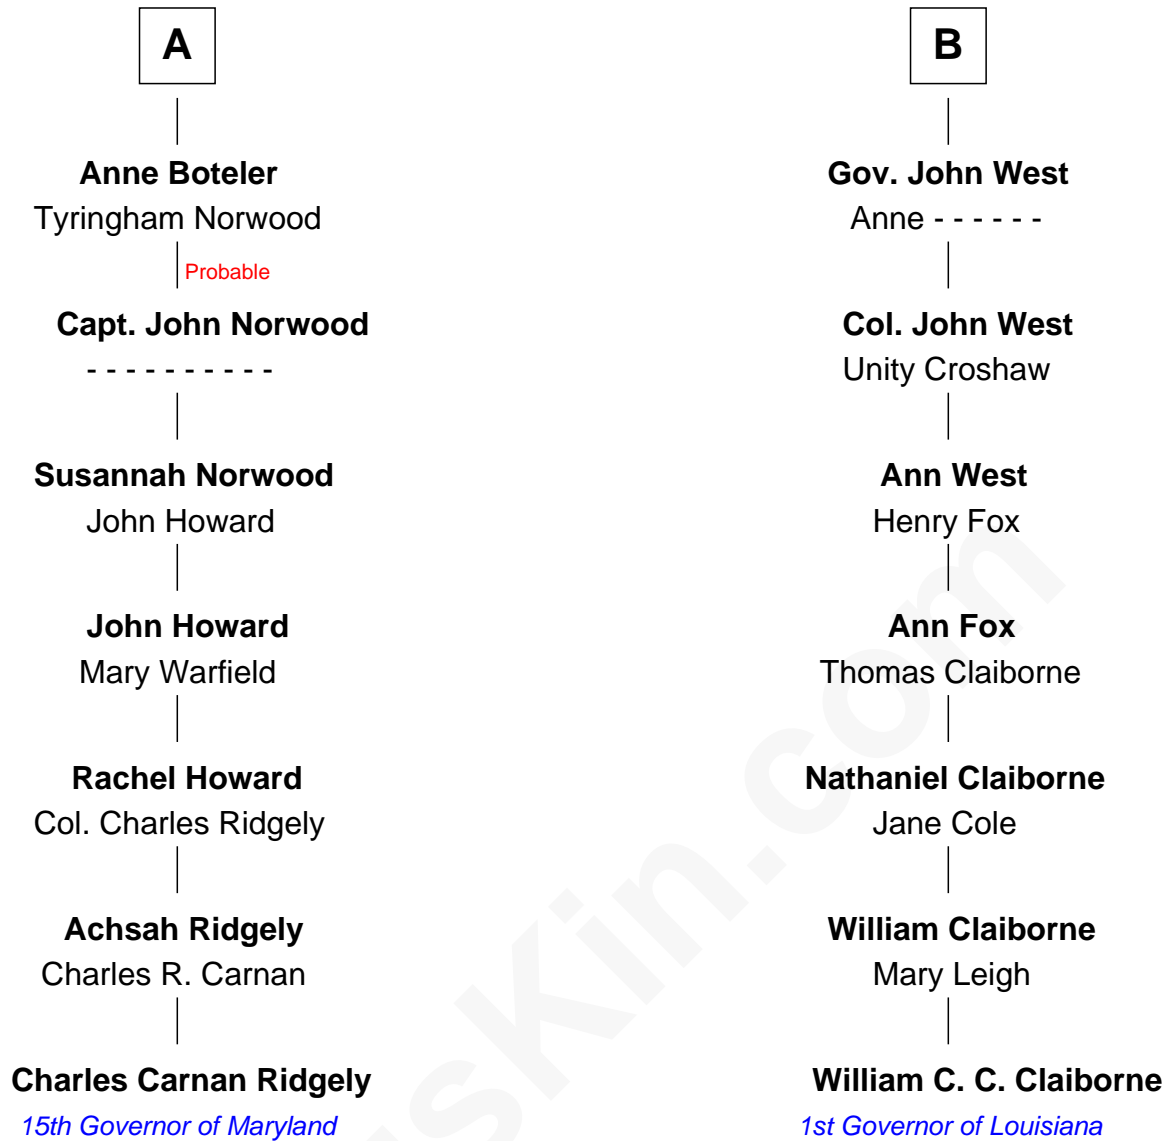 A
Anne Boteler
Tyringham Norwood
Probable
Capt. John Norwood
- - - - - - - - - -
Susannah Norwood
John Howard
John Howard
Mary Warfield
Rachel Howard
Col. Charles Ridgely
Achsah Ridgely
Charles R. Carnan
Charles Carnan Ridgely
15th Governor of Maryland
B
Gov. John West
Anne - - - - - -
Col. John West
Unity Croshaw
Ann West
Henry Fox
Ann Fox
Thomas Claiborne
Nathaniel Claiborne
Jane Cole
William Claiborne
Mary Leigh
William C. C. Claiborne
1st Governor of Louisiana
usKin.com